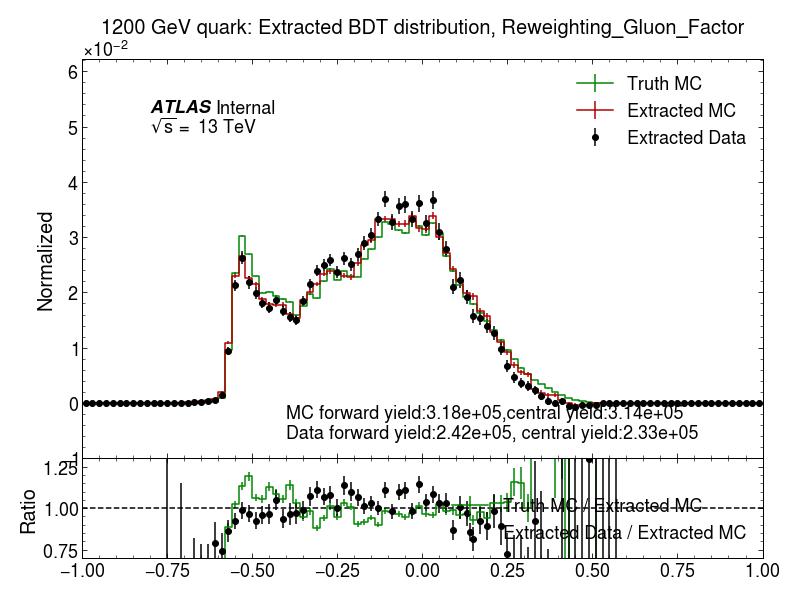 1200 GeV quark: Extracted BDT distribution, Reweighting_Gluon_Factor
×10⁻²
6
5
4
3
2
1
0
Normalized
ATLAS Internal
√s = 13 TeV
Truth MC
Extracted MC
Extracted Data
MC forward yield:3.18e+05,central yield:3.14e+05
Data forward yield:2.42e+05, central yield:2.33e+05
1
1.25
1.00
0.75
Ratio
Truth MC / Extracted MC
Extracted Data / Extracted MC
−1.00 −0.75 −0.50 −0.25 0.00 0.25 0.50 0.75 1.00